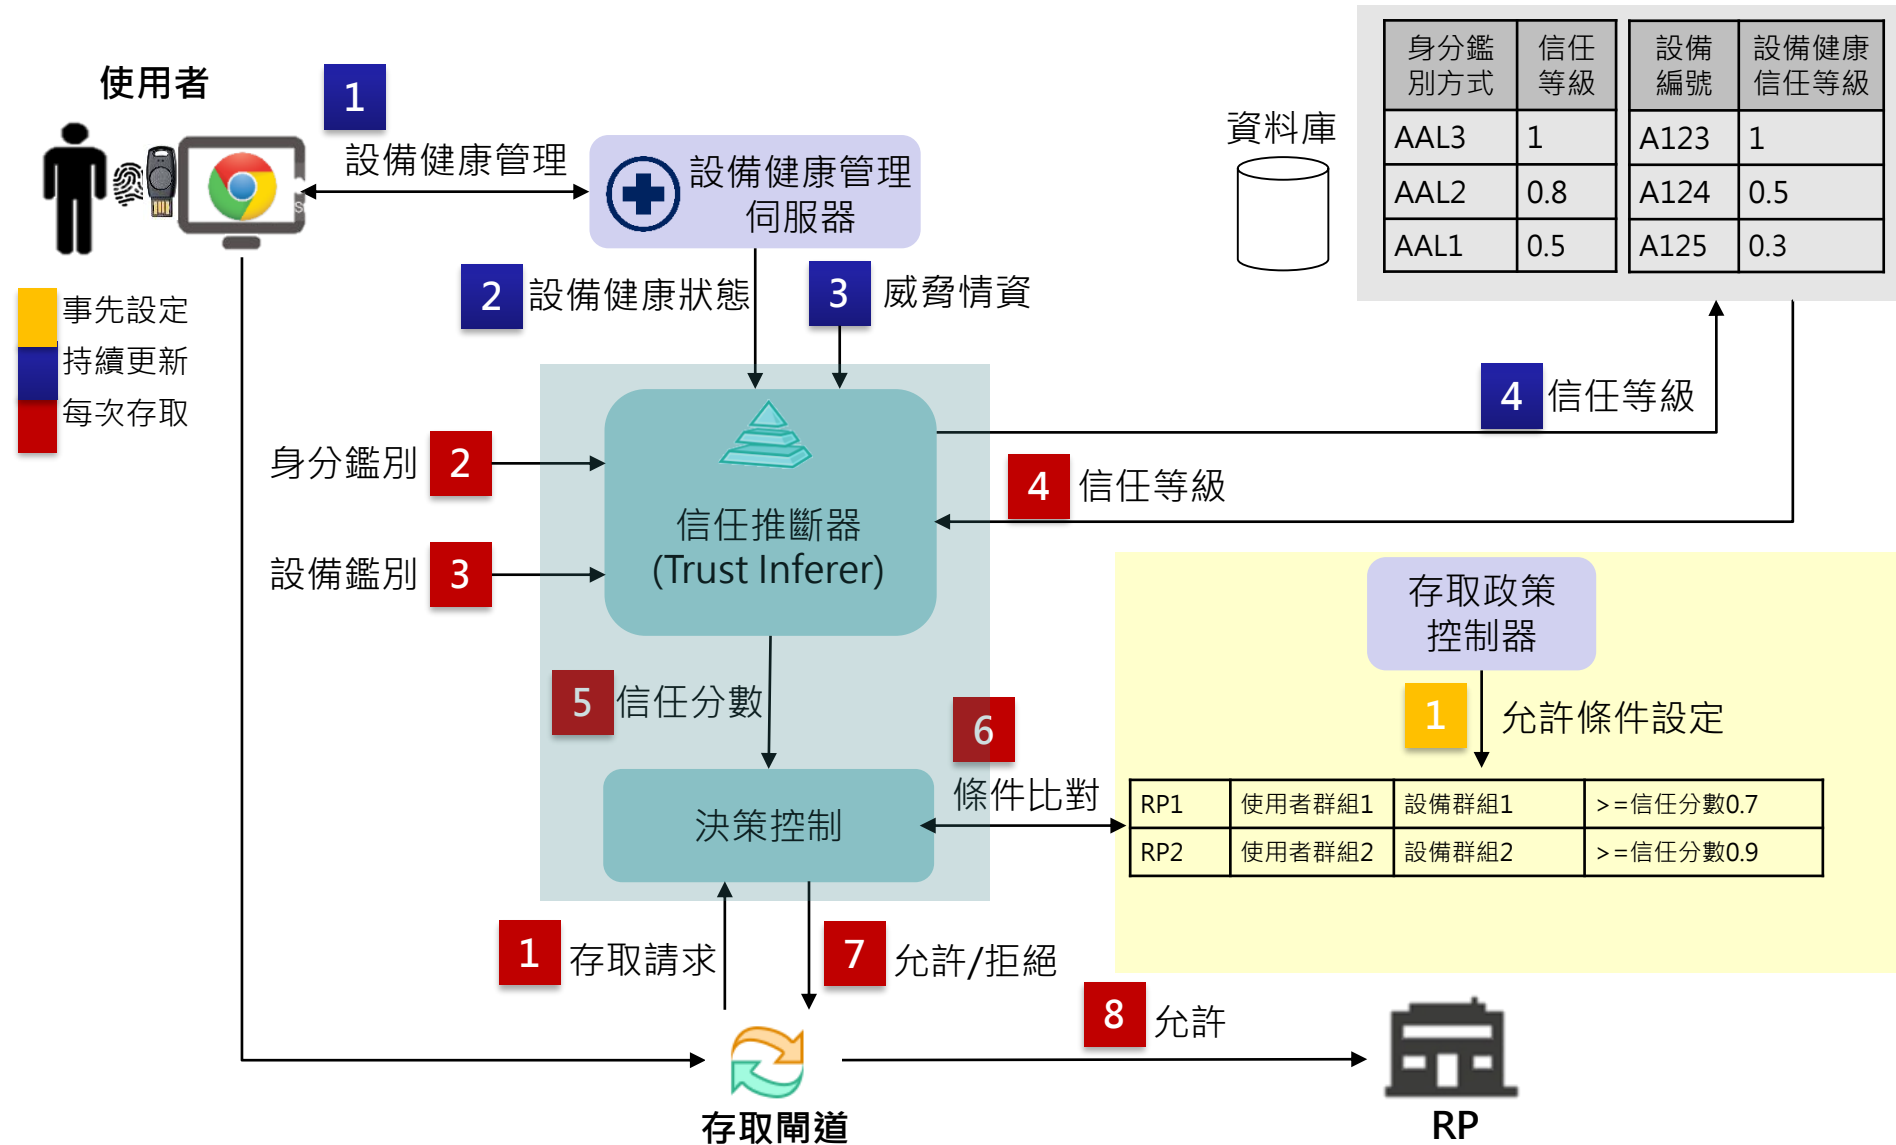 使用者
1
設備健康管理
設備健康管理
伺服器
資料庫
身分鑑
別方式
信任
等級
AAL3
1
AAL2
0.8
AAL1
0.5
設備
編號
設備健康
信任等級
A123
1
A124
0.5
A125
0.3
事先設定
持續更新
每次存取
2
設備健康狀態
3
威脅情資
4
信任等級
身分鑑別
2
4
信任等級
信任推斷器
(Trust Inferer)
設備鑑別
3
存取政策
控制器
5
信任分數
6
條件比對
1
允許條件設定
決策控制
RP1
使用者群組1
設備群組1
>=信任分數0.7
RP2
使用者群組2
設備群組2
>=信任分數0.9
1
存取請求
7
允許/拒絕
8
允許
存取閘道
RP